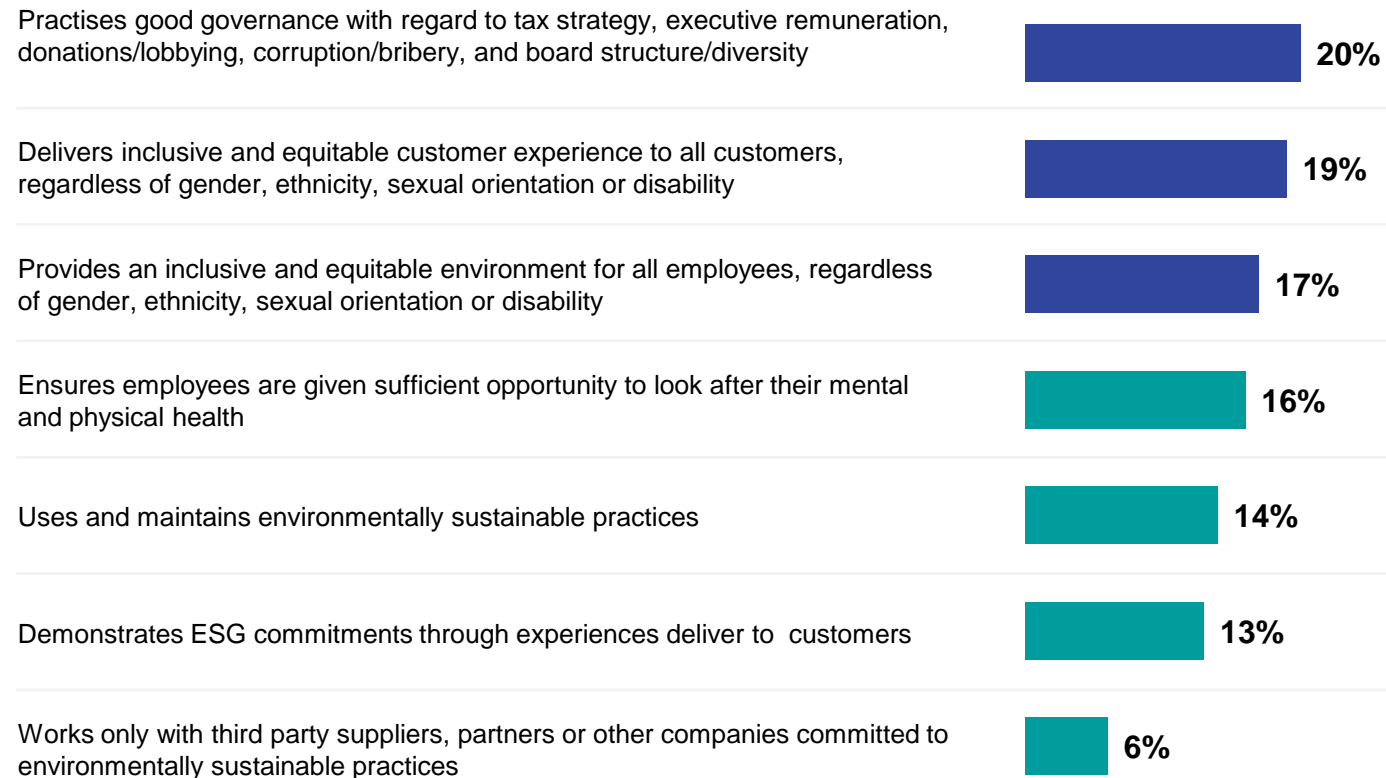 Practises good governance with regard to tax strategy, executive remuneration,
donations/lobbying, corruption/bribery, and board structure/diversity
20%
Delivers inclusive and equitable customer experience to all customers,
regardless of gender, ethnicity, sexual orientation or disability
19%
Provides an inclusive and equitable environment for all employees, regardless
of gender, ethnicity, sexual orientation or disability
17%
Ensures employees are given sufficient opportunity to look after their mental
and physical health
16%
Uses and maintains environmentally sustainable practices
14%
Demonstrates ESG commitments through experiences deliver to  customers
13%
Works only with third party suppliers, partners or other companies committed to
environmentally sustainable practices
6%